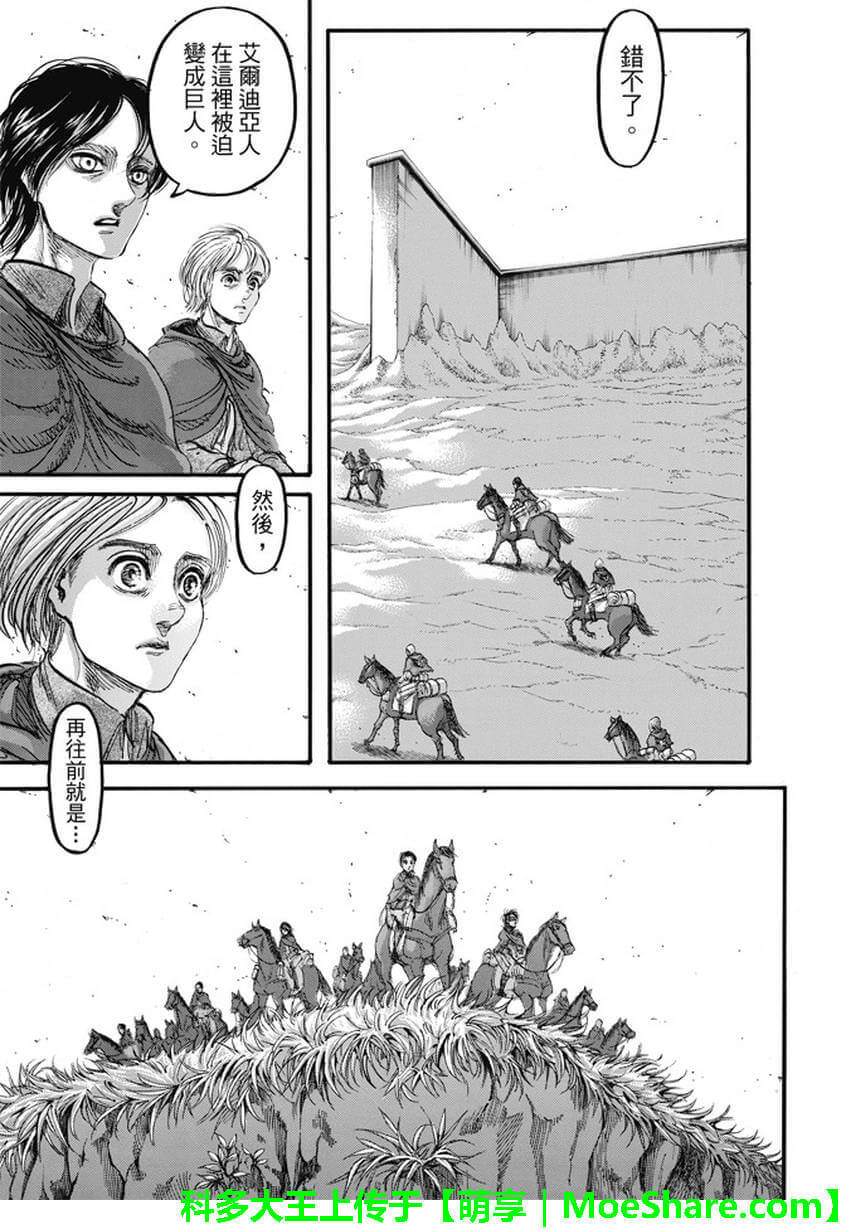 錯不了。
艾爾迪亞人
在這裡被迫
變成巨人。
然後，
再往前就是…
科多大王上传于【萌享｜MoeShare.com】